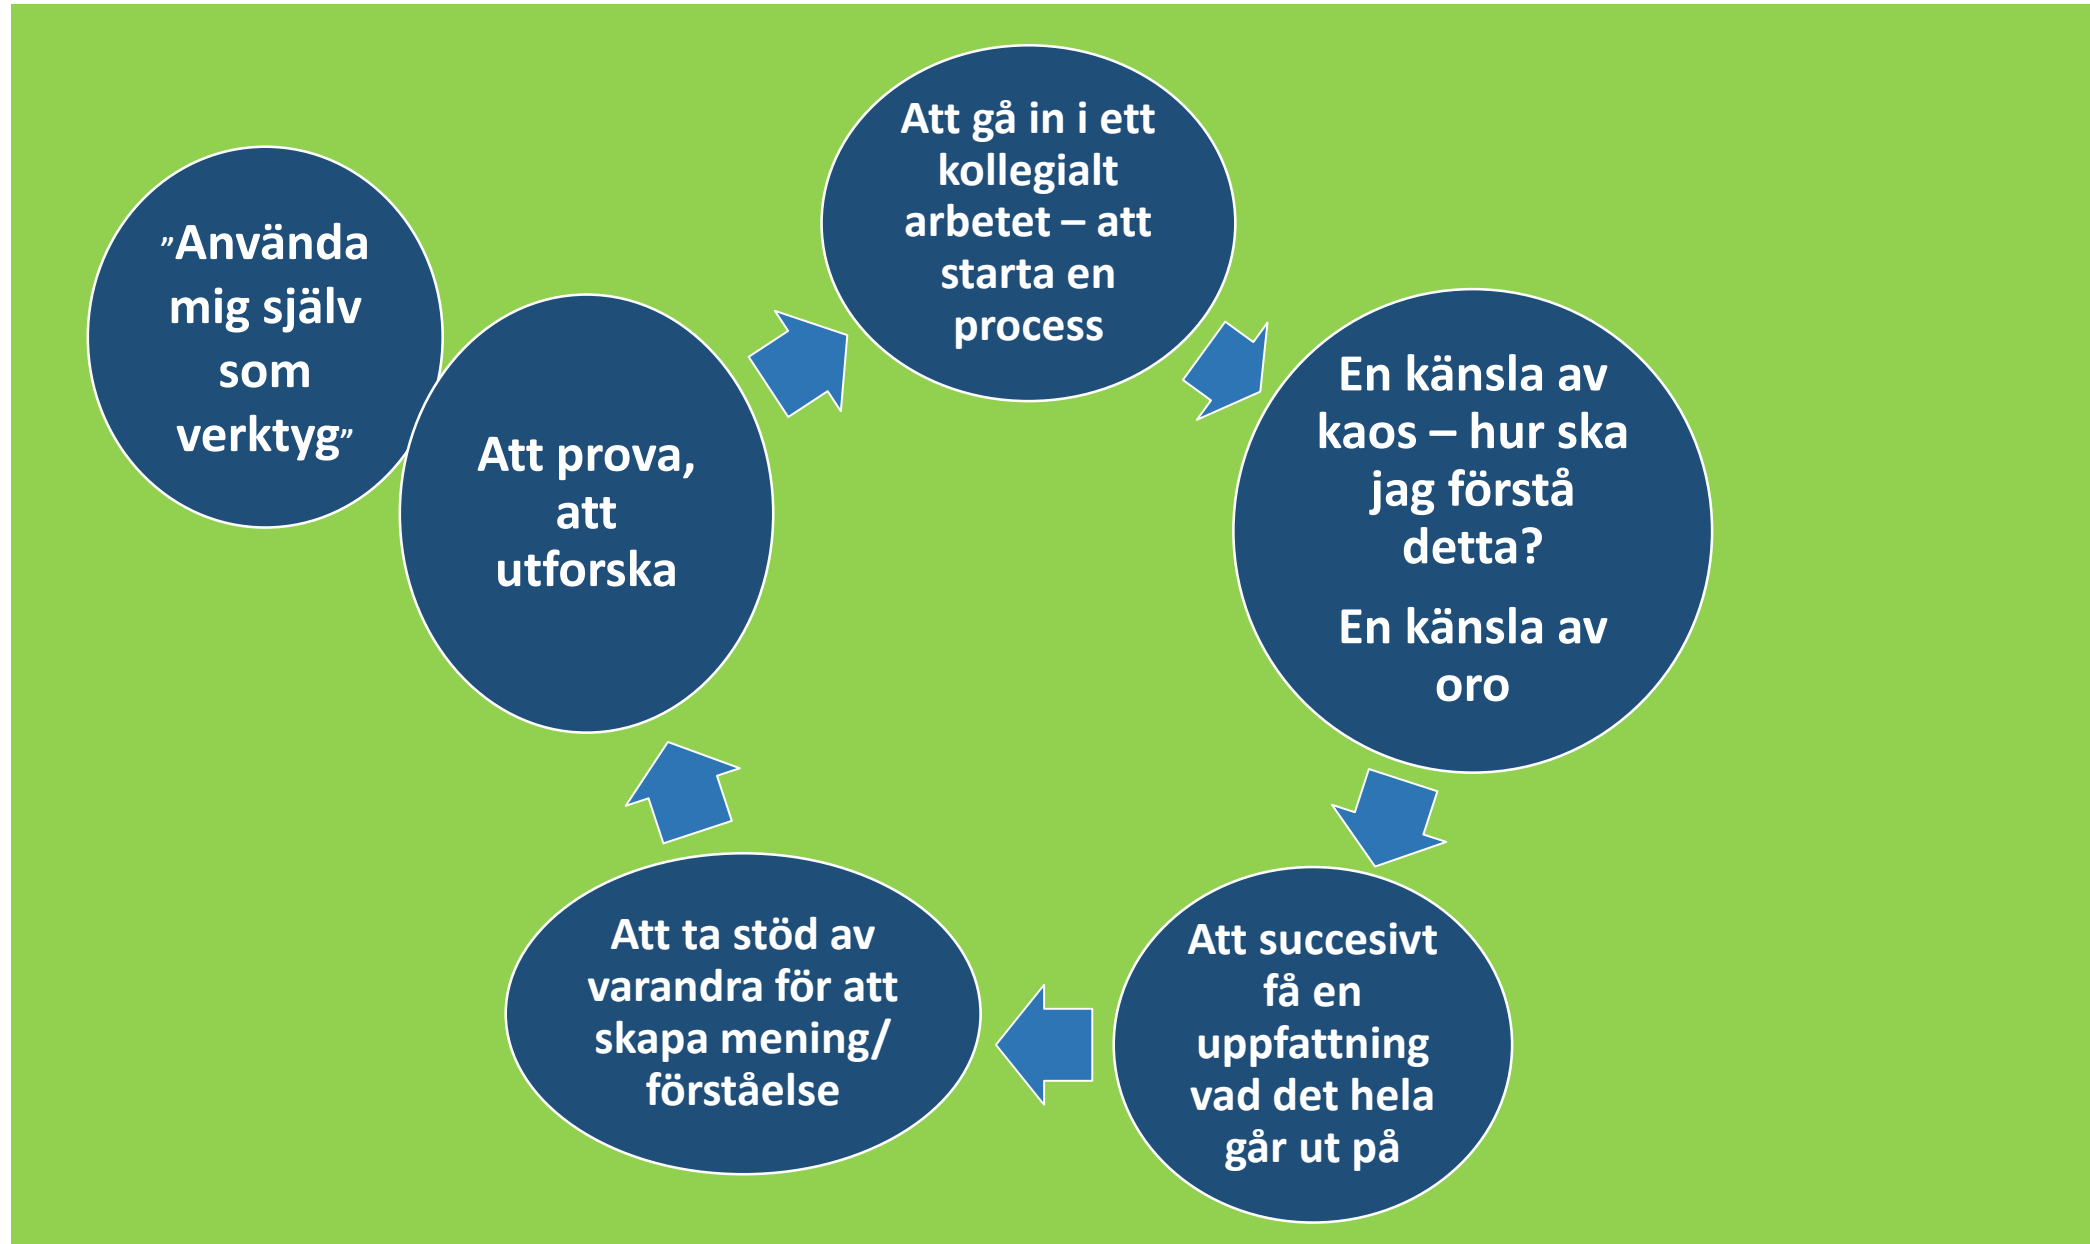 Att gå in i ett
kollegialt
arbetet – att
starta en
process
En känsla av
kaos – hur ska
jag förstå
detta?
En känsla av
oro
Att succesivt
få en
uppfattning
vad det hela
går ut på
Att ta stöd av
varandra för att
skapa mening/
förståelse
Att prova,
att
utforska
”Använda
mig själv
som
verktyg”